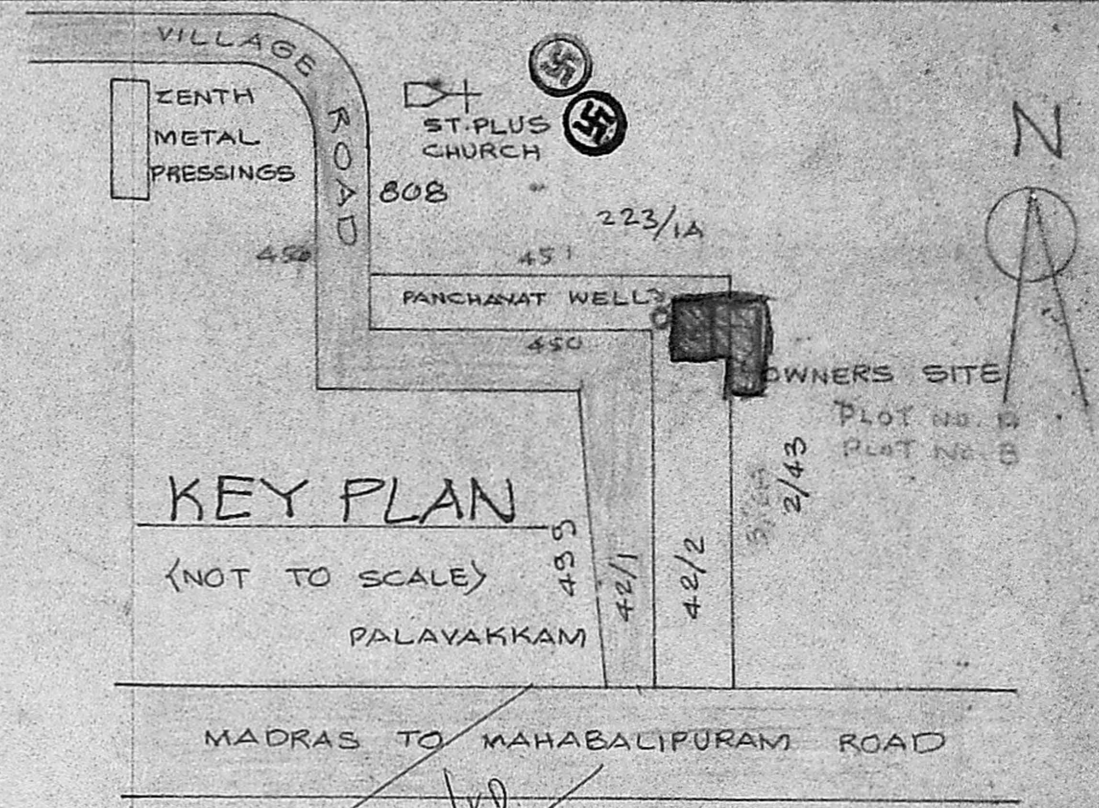 VILLAGE ROAD
ZENTH
METAL
PRESSINGS
ST. PLUS
CHURCH
808
N
223/1A
450
451
PANCHAYAT WELL
450
OWNERS SITE
PLOT NO.
PLOT NO. B
2/43
KEY PLAN
(NOT TO SCALE)
42/1
42/2
PALAVAKKAM
MADRAS TO MAHABALIPURAM ROAD